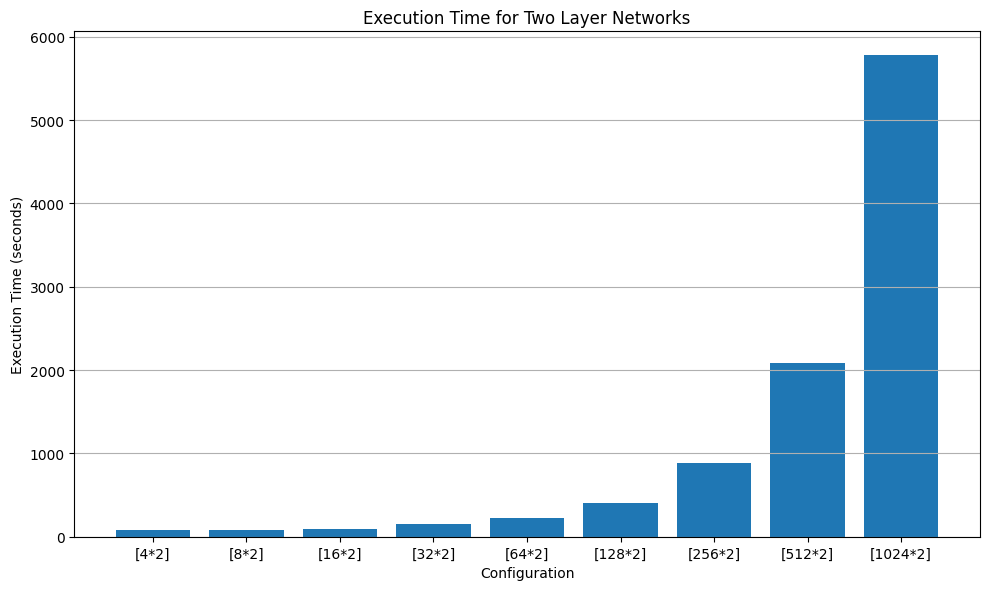 Execution Time for Two Layer Networks
Execution Time (seconds)
6000
5000
4000
3000
2000
1000
0
[4*2] [8*2] [16*2] [32*2] [64*2] [128*2] [256*2] [512*2] [1024*2]
Configuration